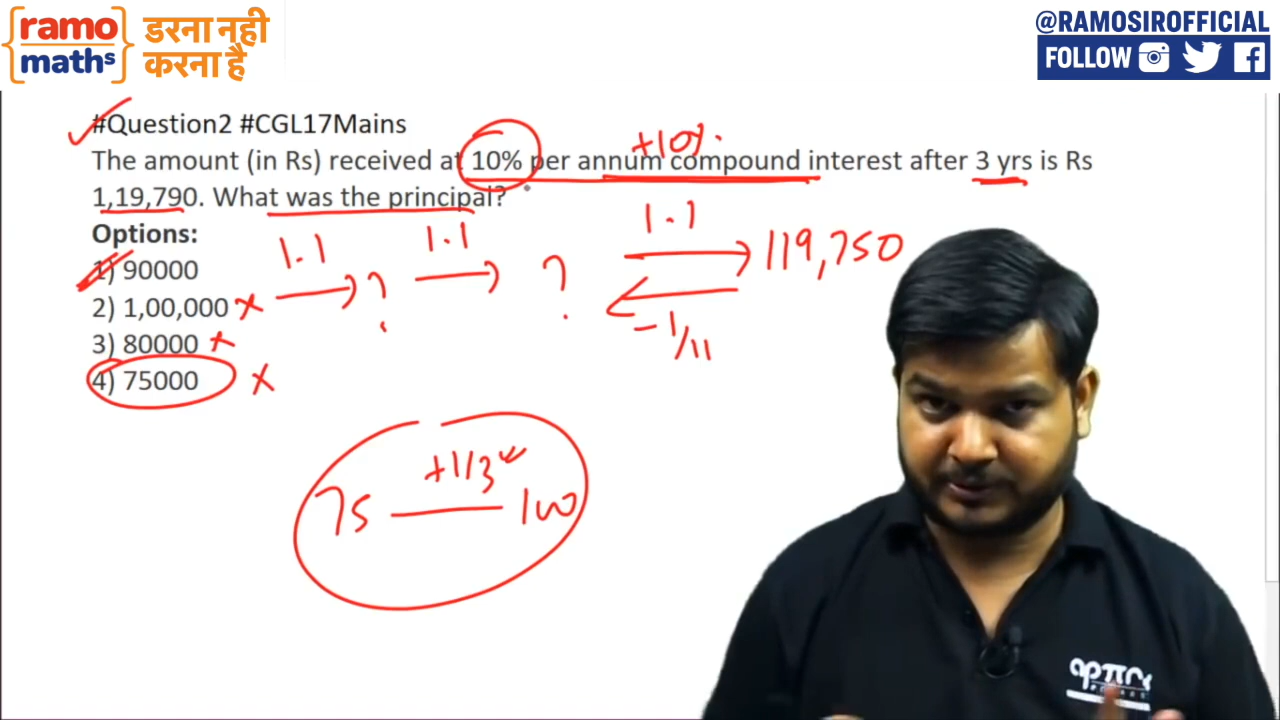 ramo
maths
डरना नही
करना है
@RAMOSIROFFICIAL
FOLLOW
#Question2 #CGL17Mains
+10%.
The amount (in Rs) received at 10% per annum compound interest after 3 yrs is Rs
1,19,790. What was the principal?
Options:
1) 90000
2) 1,00,000 ×
3) 80000 ×
4) 75000 ×
1.1 ? 1.1 ? 1.1 119,750
- 1/11
+1/3
75 100